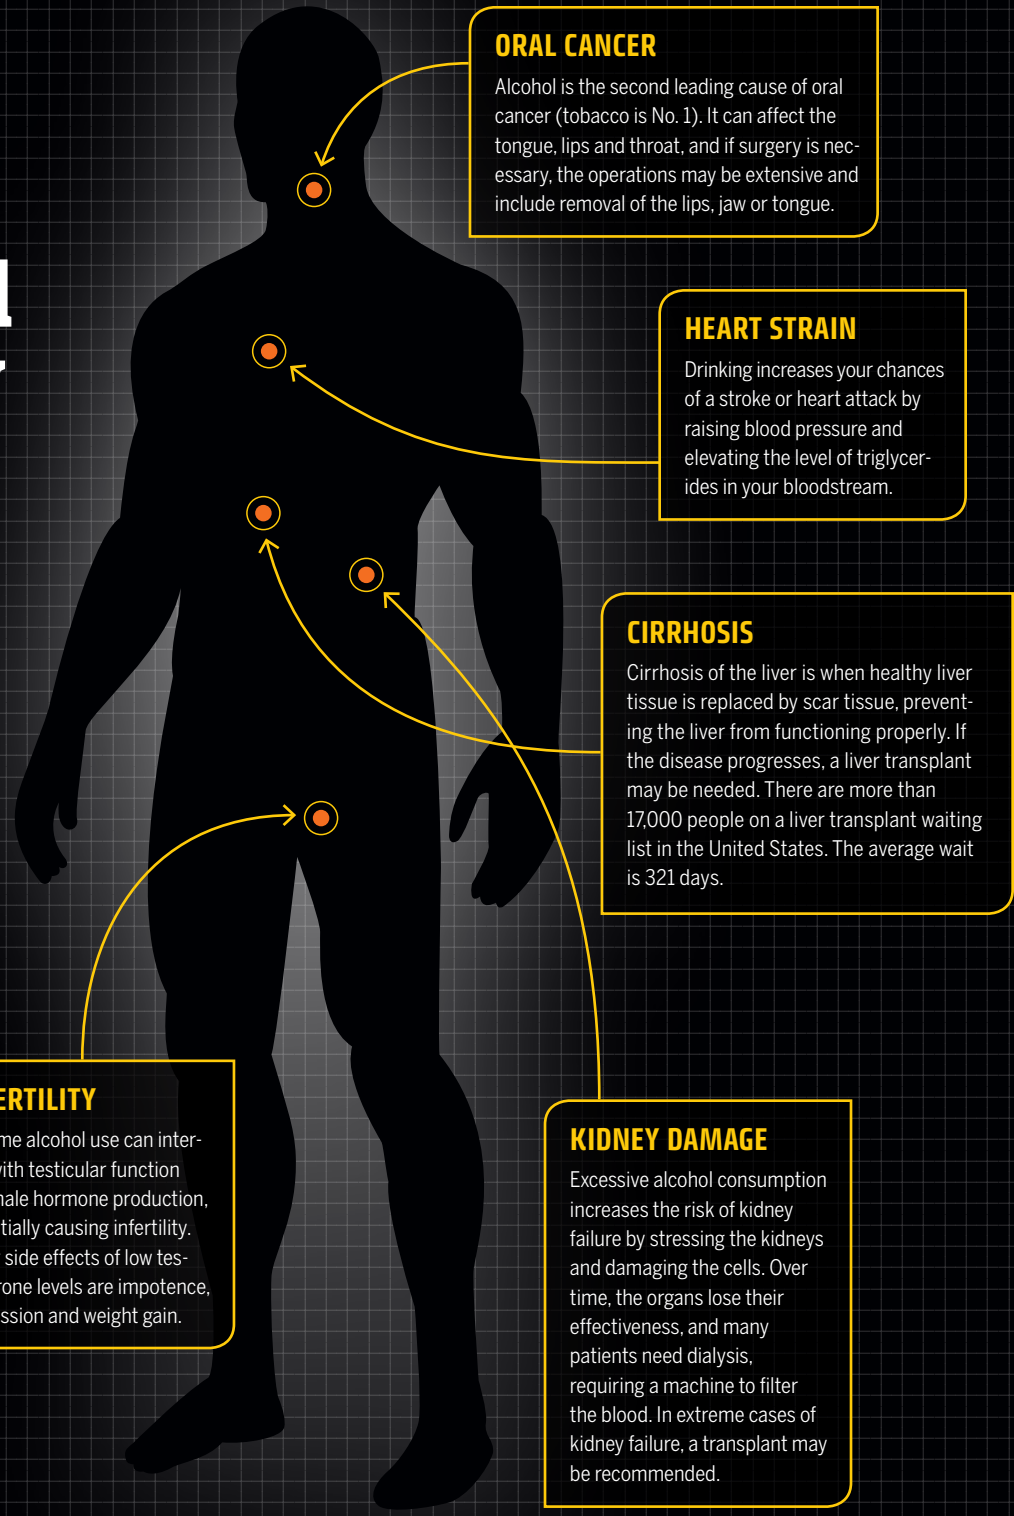 ORAL CANCER
Alcohol is the second leading cause of oral
cancer (tobacco is No. 1). It can affect the
tongue, lips and throat, and if surgery is nec-
essary, the operations may be extensive and
include removal of the lips, jaw or tongue.
HEART STRAIN
Drinking increases your chances
of a stroke or heart attack by
raising blood pressure and
elevating the level of triglycer-
ides in your bloodstream.
CIRRHOSIS
Cirrhosis of the liver is when healthy liver
tissue is replaced by scar tissue, prevent-
ing the liver from functioning properly. If
the disease progresses, a liver transplant
may be needed. There are more than
17,000 people on a liver transplant waiting
list in the United States. The average wait
is 321 days.
ERTILITY
me alcohol use can inter-
ith testicular function
ale hormone production,
tially causing infertility.
side effects of low tes-
rone levels are impotence,
ssion and weight gain.
KIDNEY DAMAGE
Excessive alcohol consumption
increases the risk of kidney
failure by stressing the kidneys
and damaging the cells. Over
time, the organs lose their
effectiveness, and many
patients need dialysis,
requiring a machine to filter
the blood. In extreme cases of
kidney failure, a transplant may
be recommended.